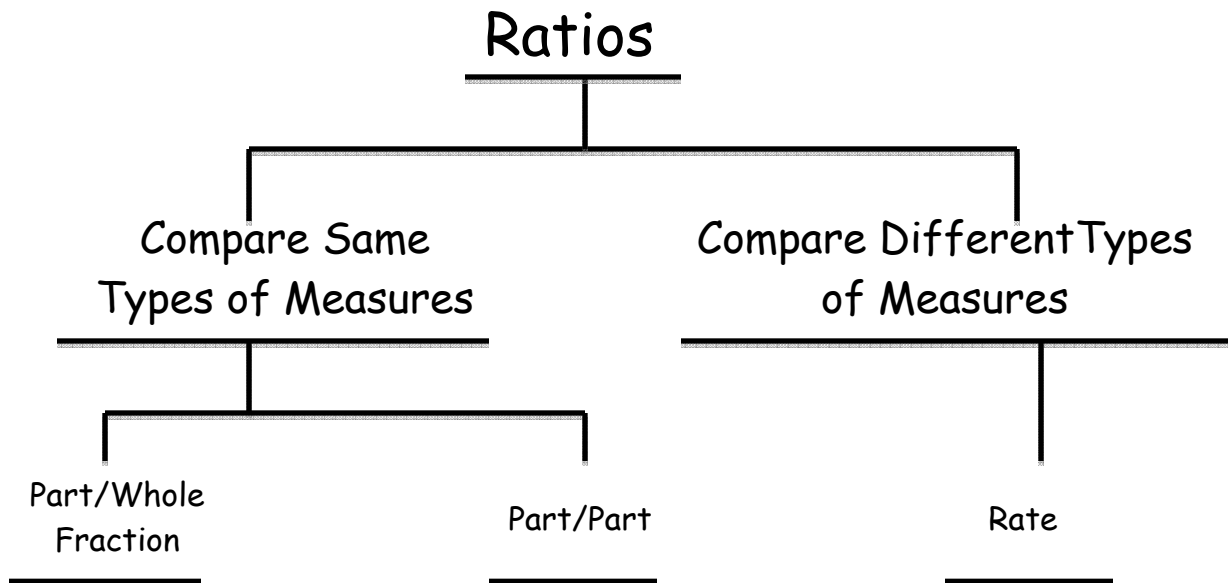 Ratios
Compare Same
Types of Measures
Compare DifferentTypes
of Measures
Part/Whole
Fraction
Part/Part
Rate